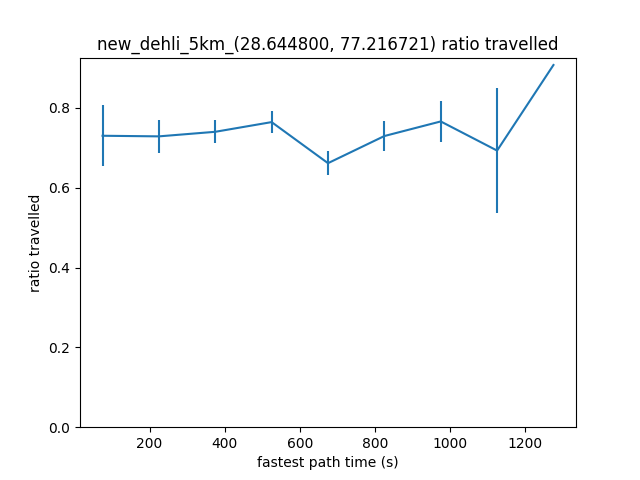 new_dehli_5km_(28.644800, 77.216721) ratio travelled
0.8
0.6
0.4
0.2
0.0
ratio travelled
200 400 600 800 1000 1200
fastest path time (s)